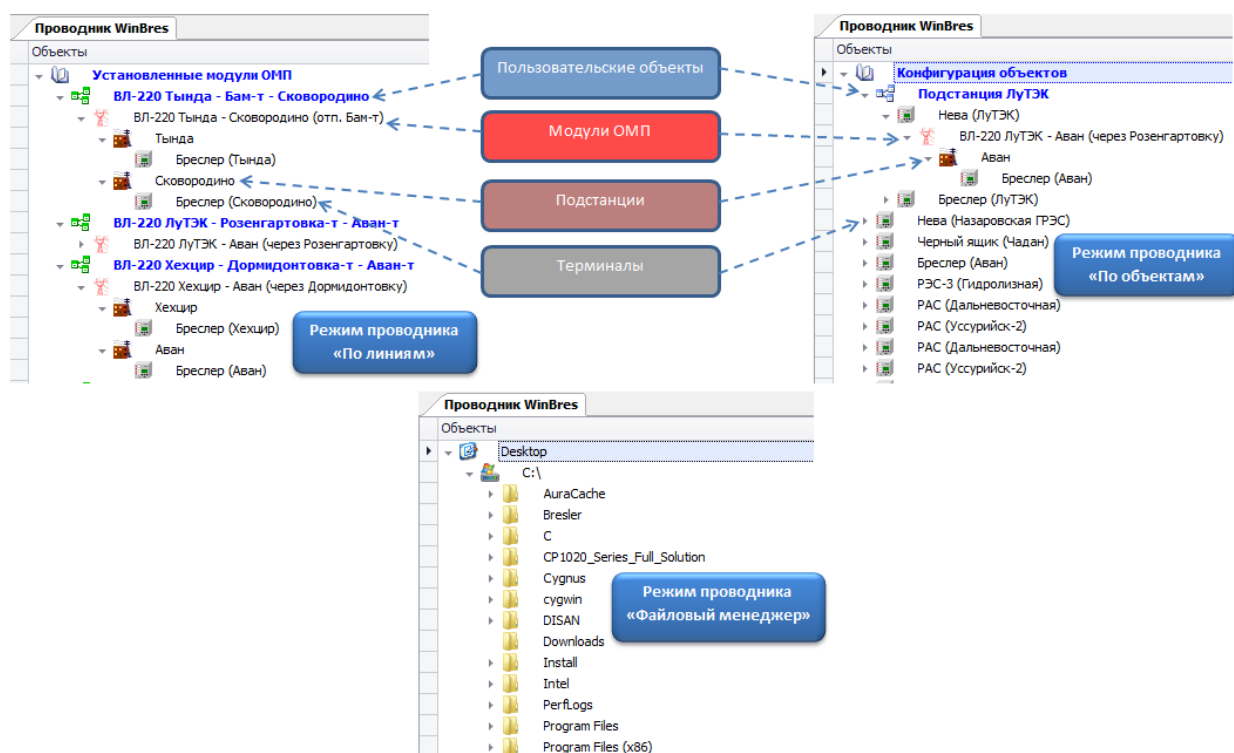 Проводник WinBres
Объекты
Установленные модули ОМП
ВЛ-220 Тында - Бам-т - Сковородино
ВЛ-220 Тында - Сковородино (отп. Бам-т)
Тында
Бреслер (Тында)
Сковородино
Бреслер (Сковородино)
ВЛ-220 ЛуТЭК - Розенгартовка-т - Аван-т
ВЛ-220 ЛуТЭК - Аван (через Розенгартовку)
ВЛ-220 Хехцир - Дормидонтовка-т - Аван-т
ВЛ-220 Хехцир - Аван (через Дормидонтовку)
Хехцир
Бреслер (Хехцир)
Аван
Бреслер (Аван)
Режим проводника
«По линиям»
Пользовательские объекты
Модули ОМП
Подстанции
Терминалы
Проводник WinBres
Объекты
Конфигурация объектов
Подстанция ЛуТЭК
Нева (ЛуТЭК)
ВЛ-220 ЛуТЭК - Аван (через Розенгартовку)
Аван
Бреслер (Аван)
Бреслер (ЛуТЭК)
Нева (Назаровская ГРЭС)
Черный ящик (Чадан)
Бреслер (Аван)
РЭС-3 (Гидролизная)
РАС (Дальневосточная)
РАС (Уссурийск-2)
РАС (Дальневосточная)
РАС (Уссурийск-2)
Режим проводника
«По объектам»
Проводник WinBres
Объекты
Desktop
C:\
AuraCache
Bresler
C
CP1020_Series_Full_Solution
Cygnus
cygwin
DISAN
Downloads
Install
Intel
PerfLogs
Program Files
Program Files (x86)
Режим проводника
«Файловый менеджер»